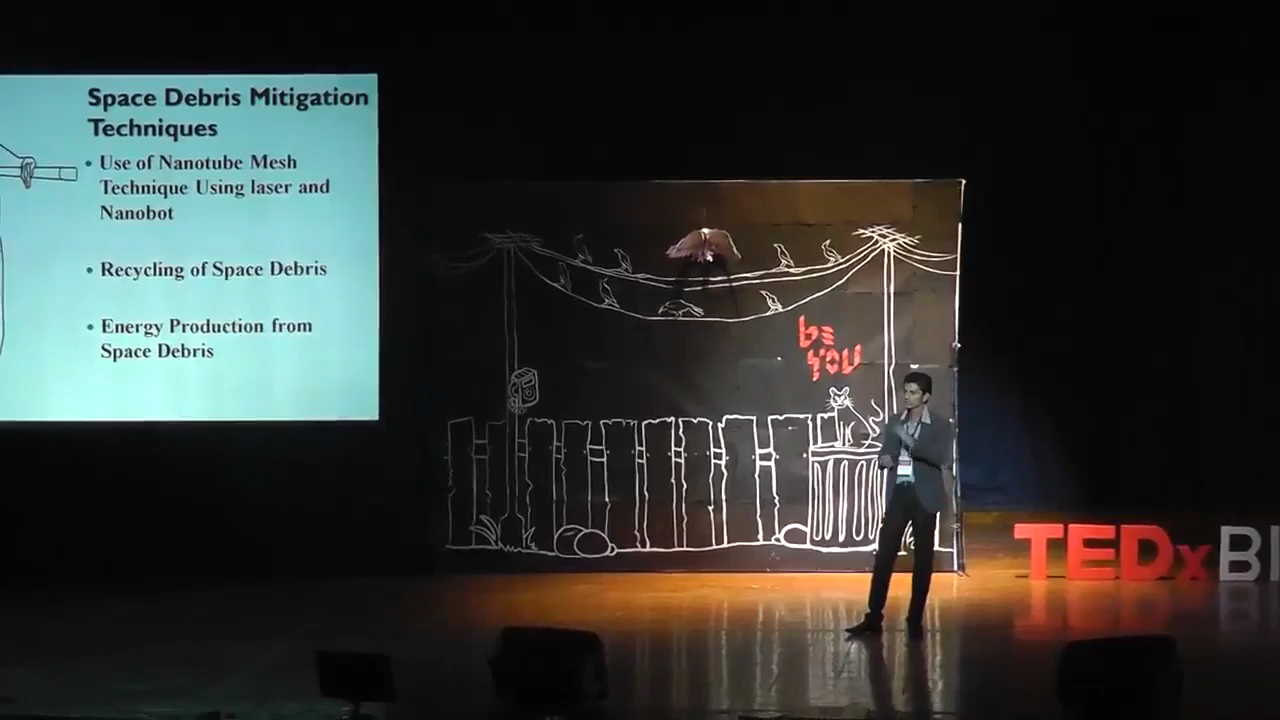 Space Debris Mitigation
Techniques
• Use of Nanotube Mesh
Technique Using laser and
Nanobot
• Recycling of Space Debris
• Energy Production from
Space Debris
be
YOU
TEDxBI